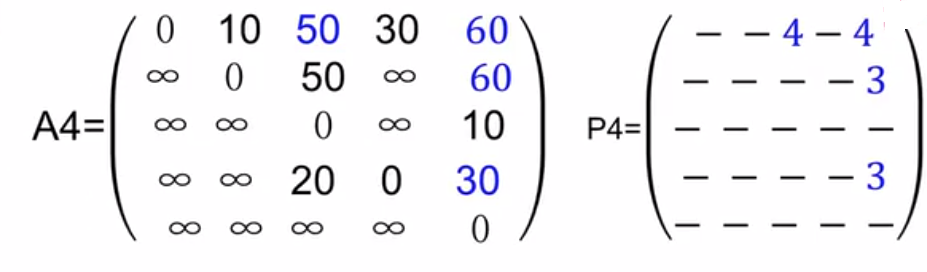 0 10 50 30 60
∞ 0 50 ∞ 60
A4= ∞ ∞ 0 ∞ 10
∞ ∞ 20 0 30
∞ ∞ ∞ ∞ 0
– – 4 – 4
– – – – 3
P4= – – – – –
– – – – 3
– – – – –